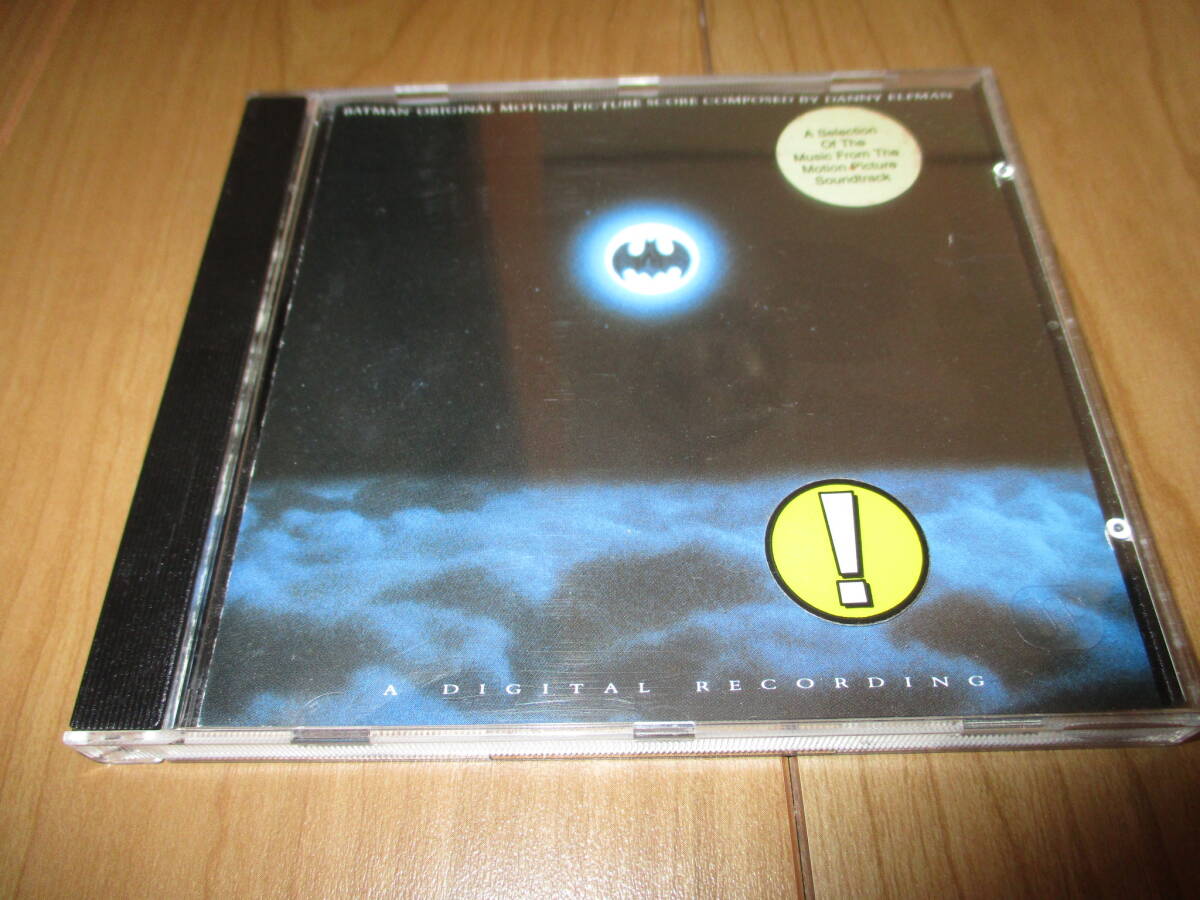 BATMAN ORIGINAL MOTION PICTURE SCORE COMPOSED BY DANNY ELFMAN
A Selection
Of The
Music From The
Motion Picture
Soundtrack
!
A DIGITAL RECORDING